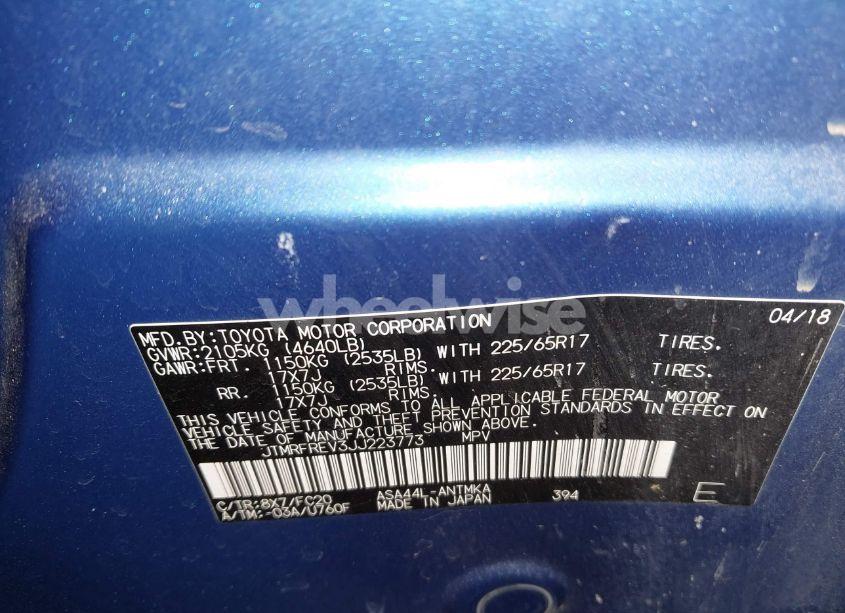 wheelwise
MFD.BY:TOYOTA MOTOR CORPORATION 04/18
GVWR:2105KG (4640LB)
GAWR:FRT. 1150KG (2535LB) WITH 225/65R17 TIRES.
17X7J RIMS.
RR. 1150KG (2535LB) WITH 225/65R17 TIRES.
17X7J RIMS.
THIS VEHICLE CONFORMS TO ALL APPLICABLE FEDERAL MOTOR
VEHICLE SAFETY AND THEFT PREVENTION STANDARDS IN EFFECT ON
THE DATE OF MANUFACTURE SHOWN ABOVE.
JTMRFREV3JJ223773 MPV
C/TR:8X7/FC20 ASA44L-ANTMKA 394 E
A/TM:-03A/U760F MADE IN JAPAN